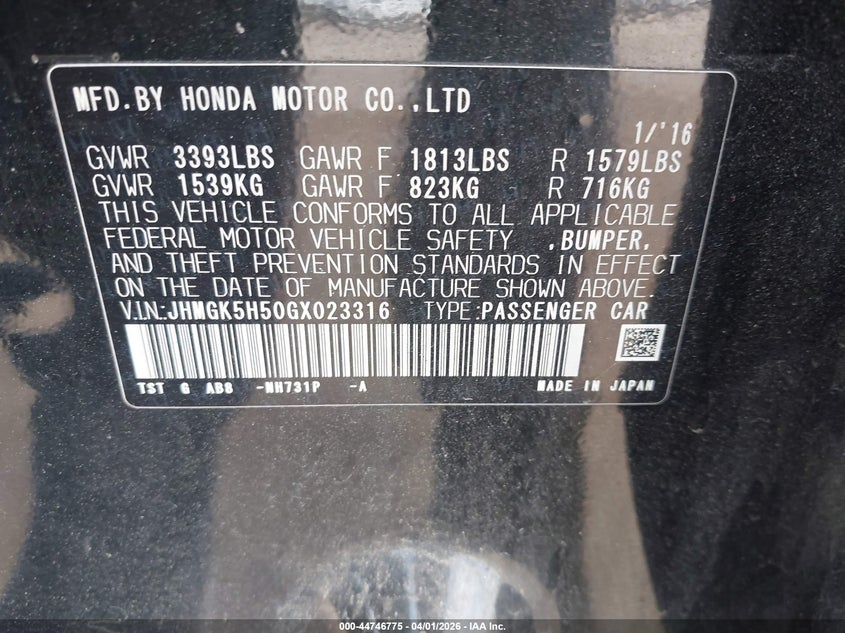 MFD.BY HONDA MOTOR CO.,LTD
1/'16
GVWR 3393LBS GAWR F 1813LBS R 1579LBS
GVWR 1539KG GAWR F 823KG R 716KG
THIS VEHICLE CONFORMS TO ALL APPLICABLE
FEDERAL MOTOR VEHICLE SAFETY ,BUMPER,
AND THEFT PREVENTION STANDARDS IN EFFECT
ON THE DATE OF MANUFACTURE SHOWN ABOVE.
V.I.N:JHMGK5H50GX023316 TYPE:PASSENGER CAR
TST G AB8 -NH731P -A MADE IN JAPAN
000-44746775 - 04/01/2026 - IAA Inc.